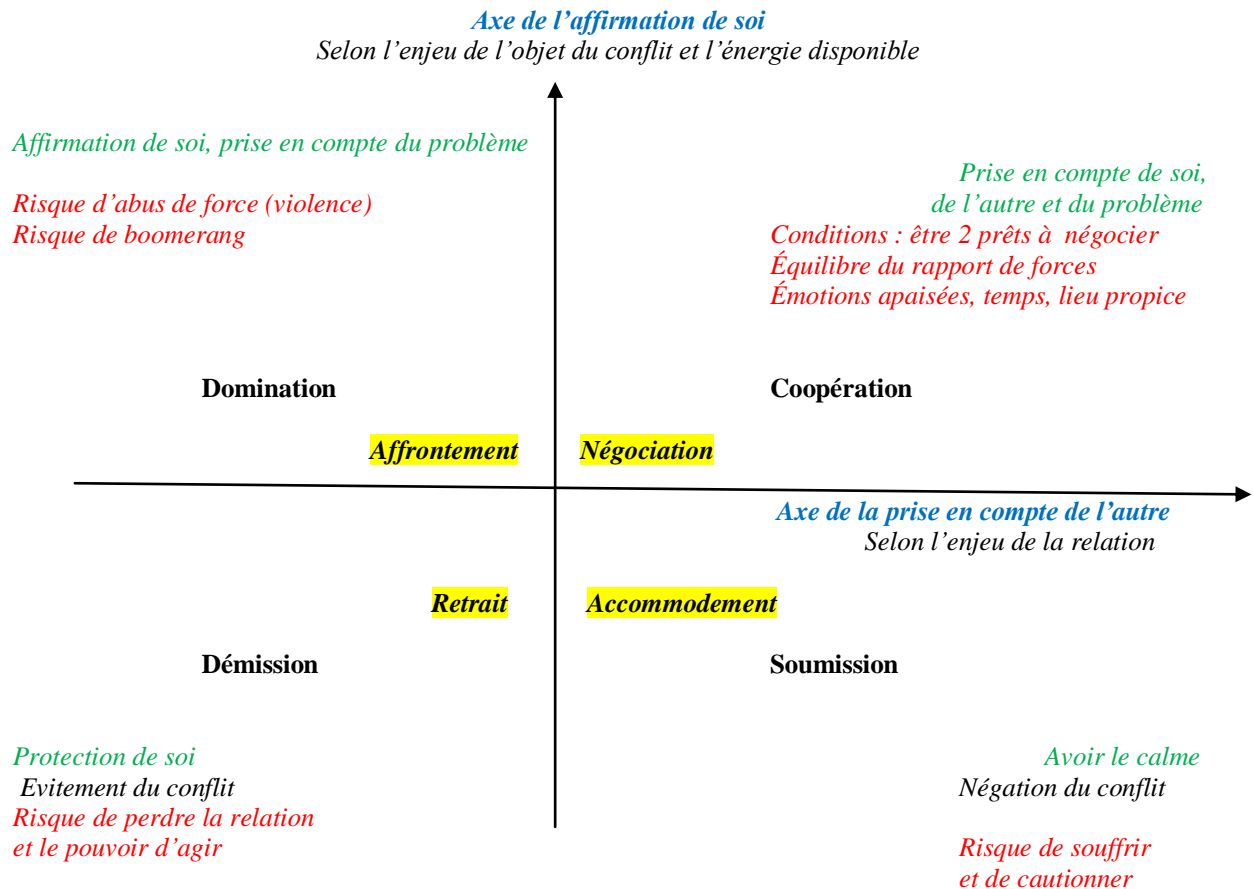 Axe de l'affirmation de soi
Selon l'enjeu de l'objet du conflit et l'énergie disponible
Affirmation de soi, prise en compte du problème
Risque d'abus de force (violence)
Risque de boomerang
Prise en compte de soi,
de l'autre et du problème
Conditions : être 2 prêts à négocier
Équilibre du rapport de forces
Émotions apaisées, temps, lieu propice
Domination
Coopération
Affrontement
Négociation
Axe de la prise en compte de l'autre
Selon l'enjeu de la relation
Retrait
Accommodement
Démission
Soumission
Protection de soi
Evitement du conflit
Risque de perdre la relation
et le pouvoir d'agir
Avoir le calme
Négation du conflit
Risque de souffrir
et de cautionner